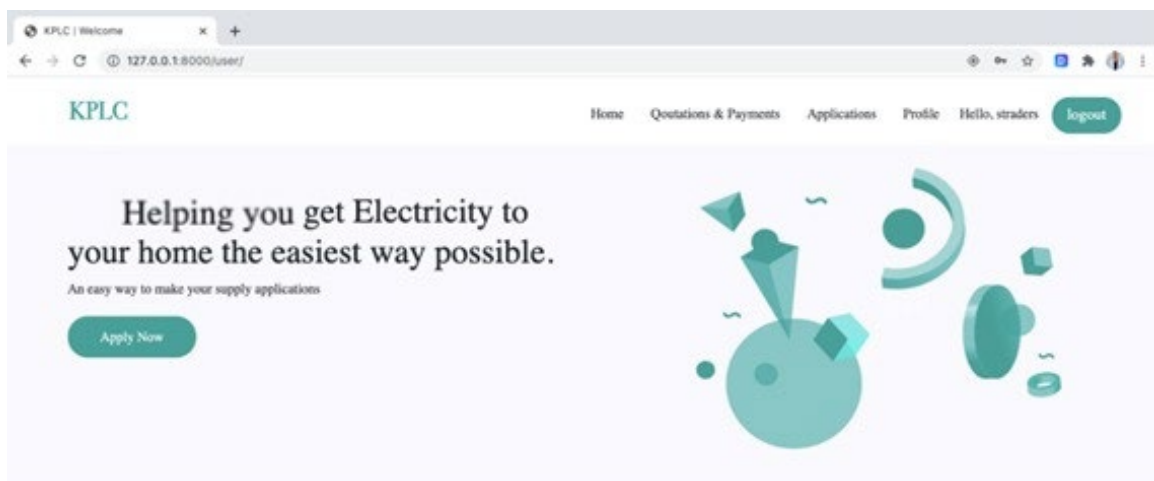 KPLC | Welcome
127.0.0.1:8000/user/
KPLC
Home Qoutations & Payments Applications Profile Hello, straders logout
Helping you get Electricity to
your home the easiest way possible.
An easy way to make your supply applications
Apply Now